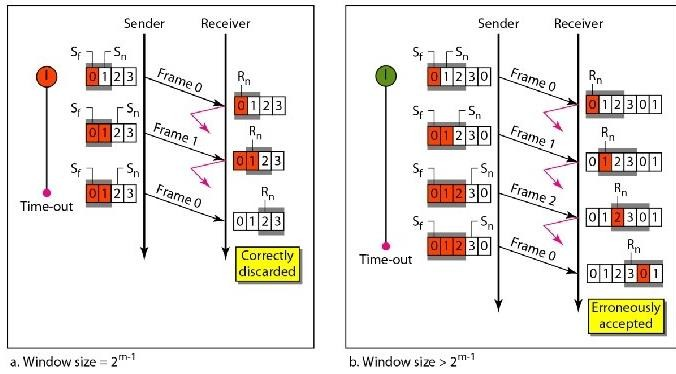 Sender Receiver
Sf Sn
0 1 2 3
Frame 0
Rn
0 1 2 3
Sf Sn
0 1 2 3
Frame 1
Rn
0 1 2 3
Sf Sn
0 1 2 3
Frame 0
Rn
0 1 2 3
Time-out
Correctly
discarded
a. Window size = 2^m-1
Sender Receiver
Sf Sn
0 1 2 3 0
Frame 0
Rn
0 1 2 3 0 1
Sf Sn
0 1 2 3 0
Frame 1
Rn
0 1 2 3 0 1
Sf Sn
0 1 2 3 0
Frame 2
Rn
0 1 2 3 0 1
Sf Sn
0 1 2 3 0
Frame 0
Rn
0 1 2 3 0 1
Time-out
Erroneously
accepted
b. Window size > 2^m-1